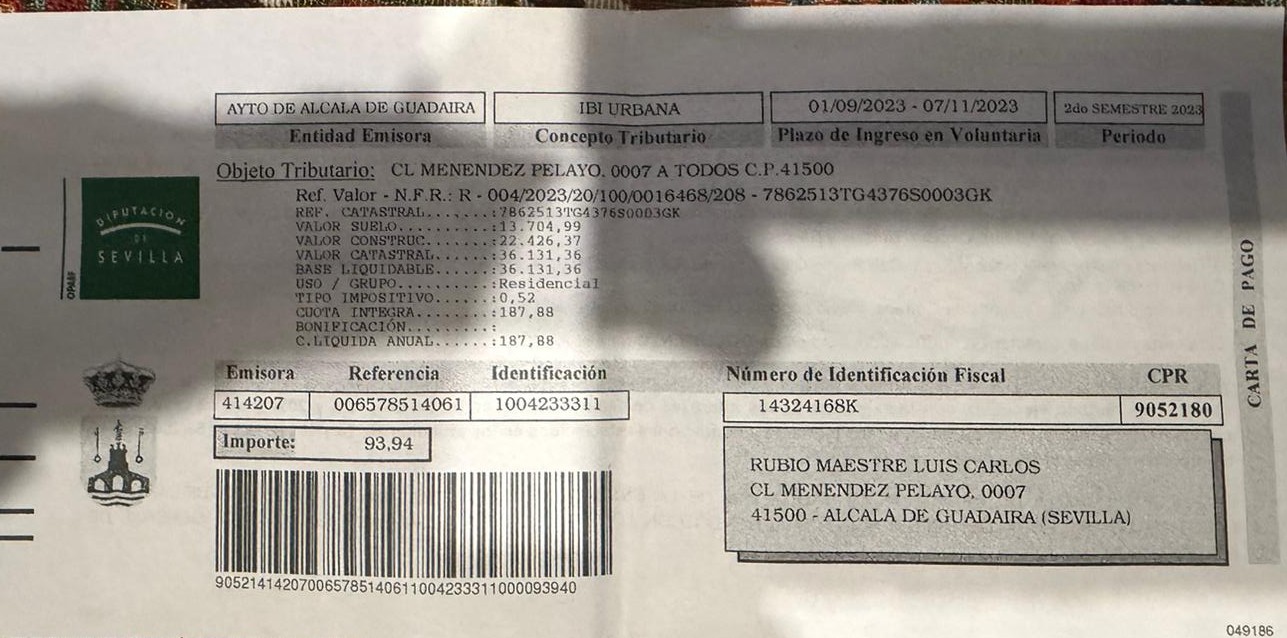 AYTO DE ALCALA DE GUADAIRA
Entidad Emisora
IBI URBANA
Concepto Tributario
01/09/2023 - 07/11/2023
Plazo de Ingreso en Voluntaria
2do SEMESTRE 2023
Periodo
Objeto Tributario: CL MENENDEZ PELAYO. 0007 A TODOS C.P.41500
Ref. Valor - N.F.R.: R - 004/2023/20/100/0016468/208 - 7862513TG4376S0003GK
REF. CATASTRAL.......:7862513TG4376S0003GK
VALOR SUELO..........:13.704,99
VALOR CONSTRUC.......:22.426,37
VALOR CATASTRAL......:36.131,36
BASE LIQUIDABLE......:36.131,36
USO / GRUPO..........:Residencial
TIPO IMPOSITIVO......:0,52
CUOTA INTEGRA........:187,88
BONIFICACIÓN.........:
C.LIQUIDA ANUAL......:187,88
DIPUTACION
DE
SEVILLA
OPAEF
Emisora Referencia Identificación
414207 006578514061 1004233311
Importe: 93,94
905214142070065785140611004233311000093940
Número de Identificación Fiscal CPR
14324168K 9052180
RUBIO MAESTRE LUIS CARLOS
CL MENENDEZ PELAYO. 0007
41500 - ALCALA DE GUADAIRA (SEVILLA)
CARTA DE PAGO
049186